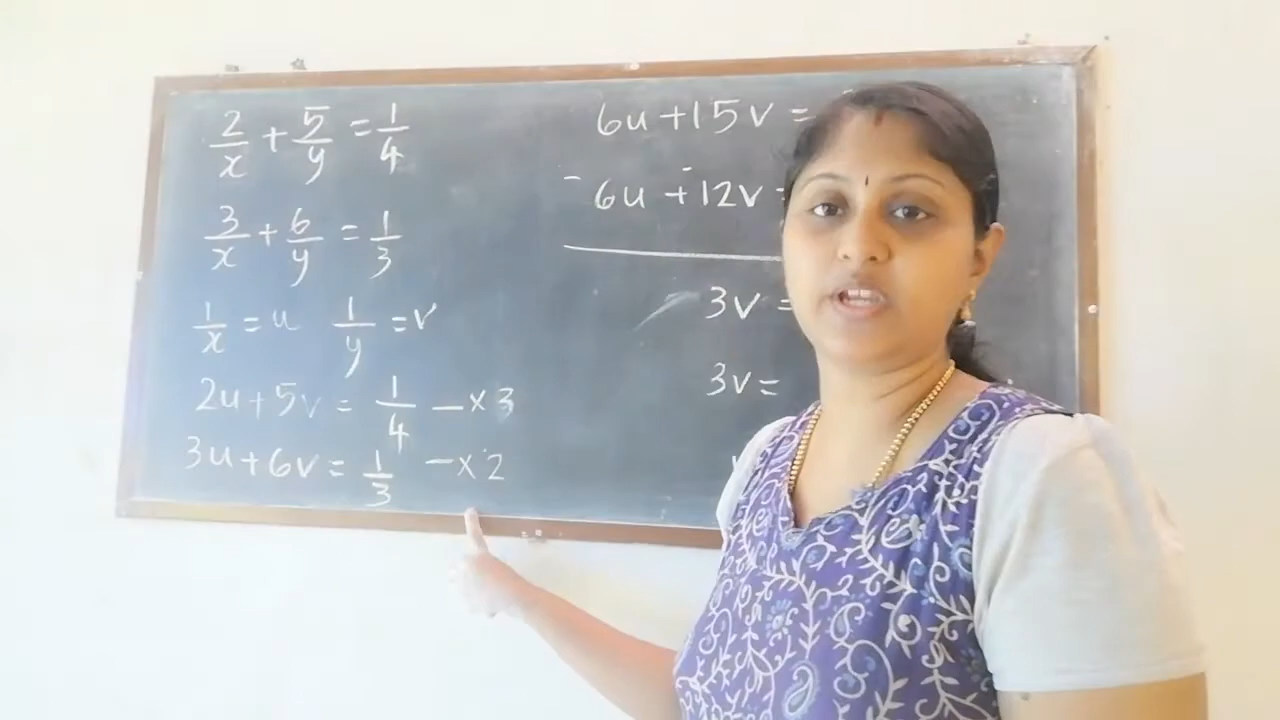 2/x + 5/y = 1/4
3/x + 6/y = 1/3
1/x = u 1/y = v
2u + 5v = 1/4 — x 3
3u + 6v = 1/3 — x 2
6u + 15v =
- 6u +- 12v =
3v =
3v =